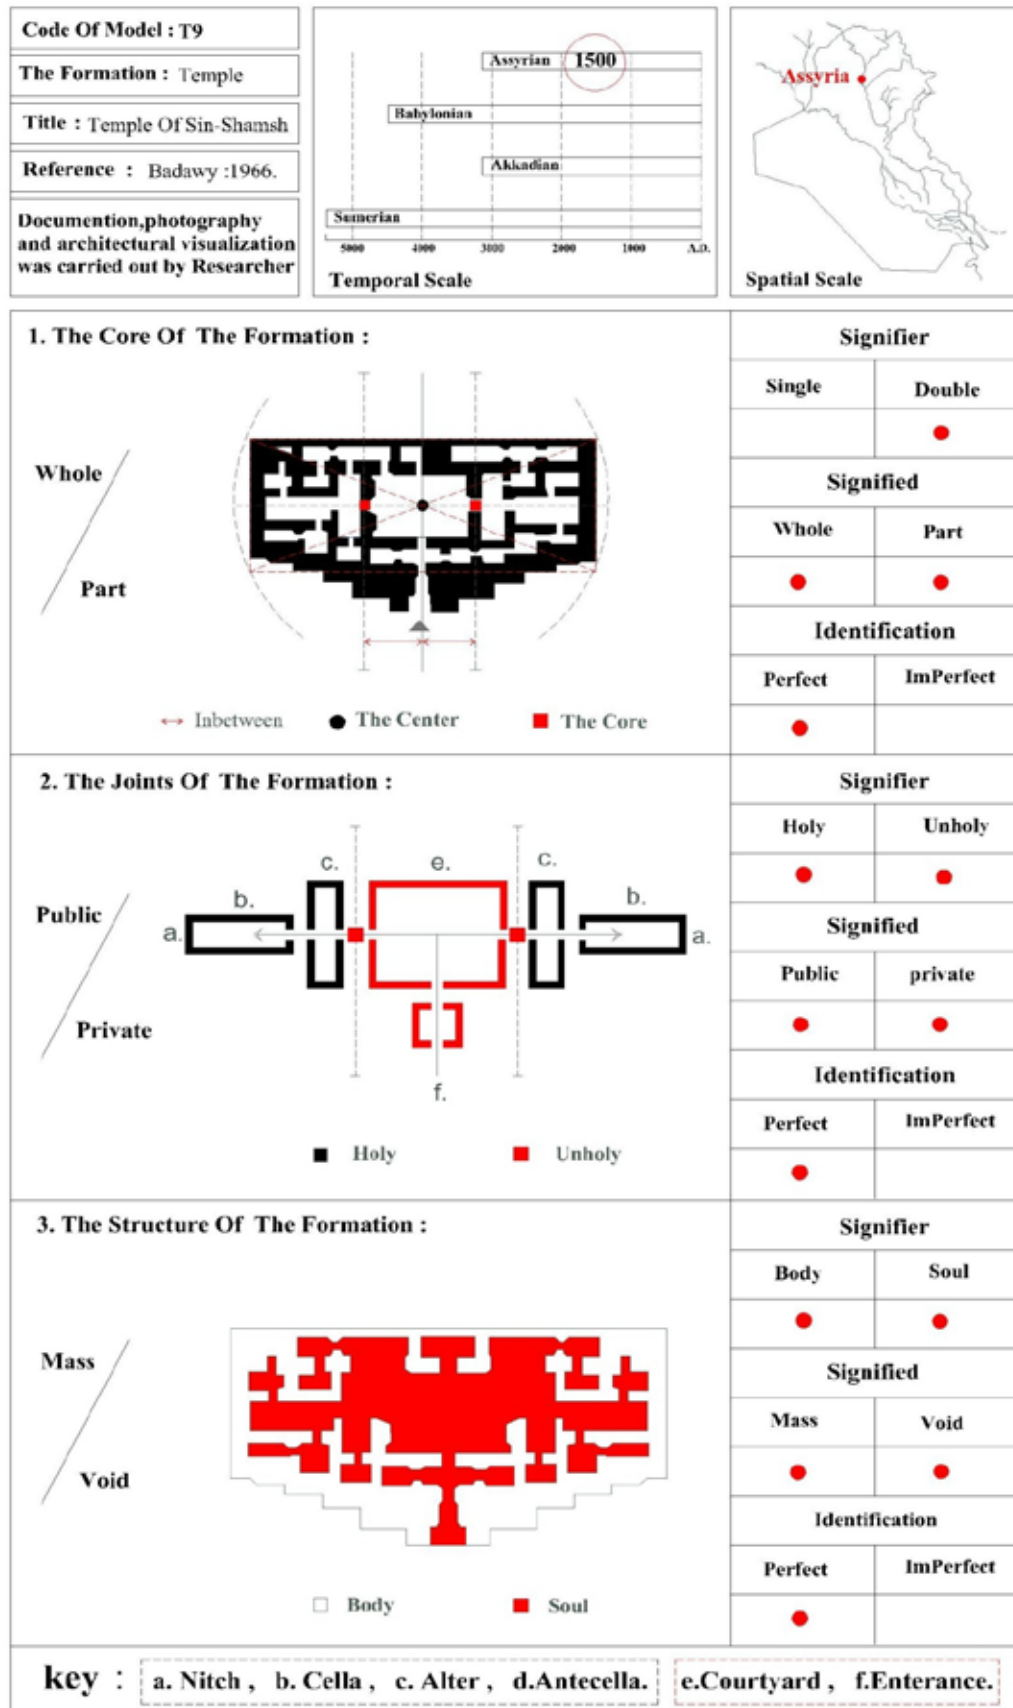 Code Of Model : T9
The Formation : Temple
Title : Temple Of Sin-Shamsh
Reference : Badawy :1966.
Documention,photography
and architectural visualization
was carried out by Researcher
Assyrian 1500
Babylonian
Akkadian
Sumerian
5000 4000 3000 2000 1000 A.D.
Temporal Scale
Assyria
Spatial Scale
1. The Core Of The Formation :
Whole
Part
Inbetween The Center The Core
Signifier
Single Double
Signified
Whole Part
Identification
Perfect ImPerfect
2. The Joints Of The Formation :
Public
Private
a. b. c. e. c. b. a.
f.
Holy Unholy
Signifier
Holy Unholy
Signified
Public private
Identification
Perfect ImPerfect
3. The Structure Of The Formation :
Mass
Void
Body Soul
Signifier
Body Soul
Signified
Mass Void
Identification
Perfect ImPerfect
key : a. Nitch , b. Cella , c. Alter , d.Antecella. e.Courtyard , f.Enterance.